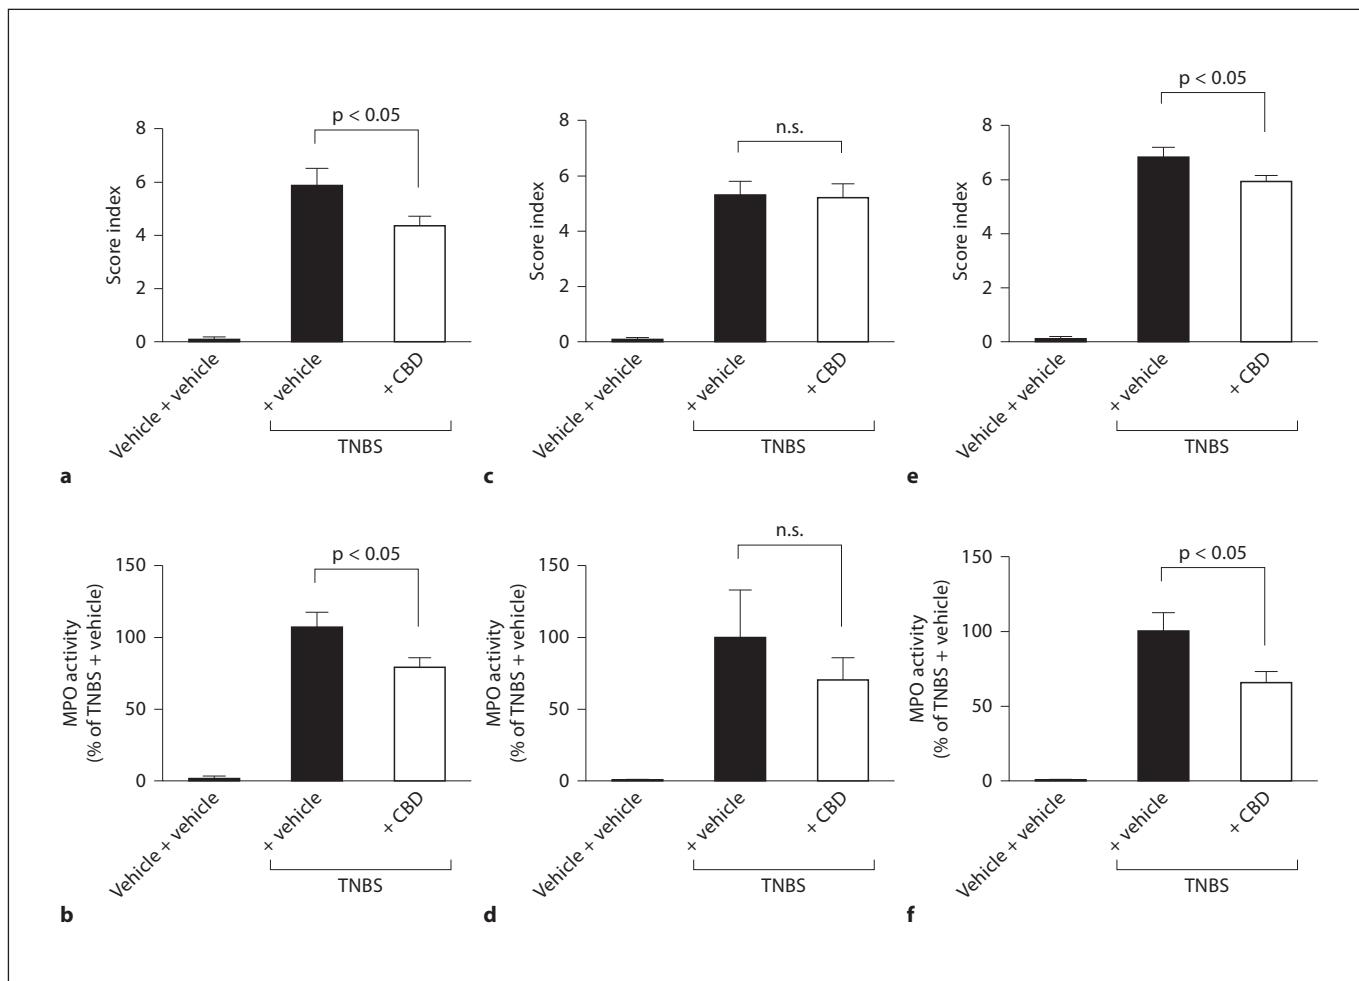 p < 0.05
8
6
4
2
0
Score index
Vehicle + vehicle
+ vehicle
+ CBD
TNBS
a
n.s.
8
6
4
2
0
Score index
Vehicle + vehicle
+ vehicle
+ CBD
TNBS
c
p < 0.05
8
6
4
2
0
Score index
Vehicle + vehicle
+ vehicle
+ CBD
TNBS
e
p < 0.05
150
100
50
0
MPO activity
(% of TNBS + vehicle)
Vehicle + vehicle
+ vehicle
+ CBD
TNBS
b
n.s.
150
100
50
0
MPO activity
(% of TNBS + vehicle)
Vehicle + vehicle
+ vehicle
+ CBD
TNBS
d
p < 0.05
150
100
50
0
MPO activity
(% of TNBS + vehicle)
Vehicle + vehicle
+ vehicle
+ CBD
TNBS
f